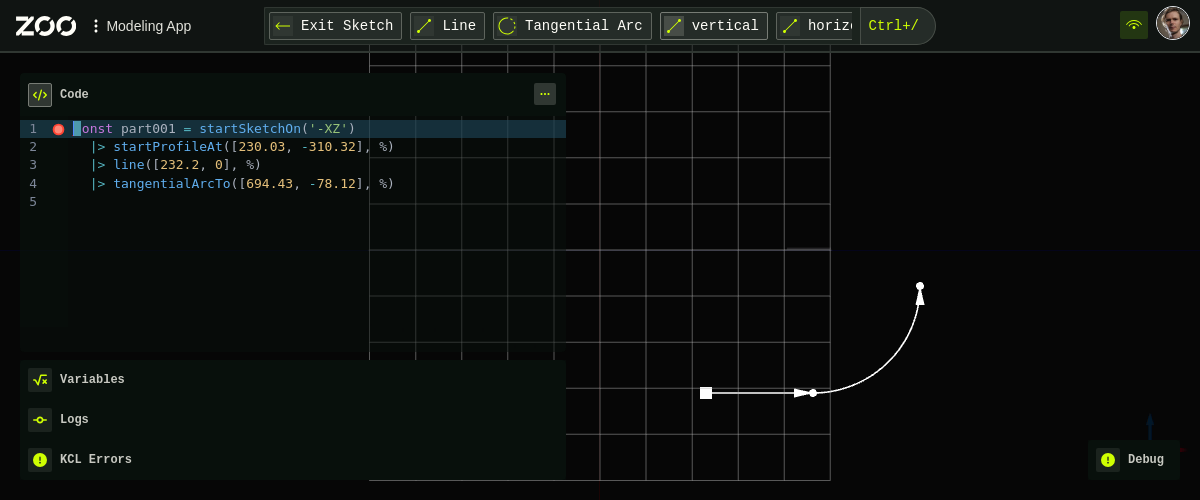 ZOO Modeling App Exit Sketch Line Tangential Arc vertical horiz Ctrl+/
Code
1 onst part001 = startSketchOn('-XZ')
2 |> startProfileAt([230.03, -310.32], %)
3 |> line([232.2, 0], %)
4 |> tangentialArcTo([694.43, -78.12], %)
5
Variables
Logs
KCL Errors
Debug